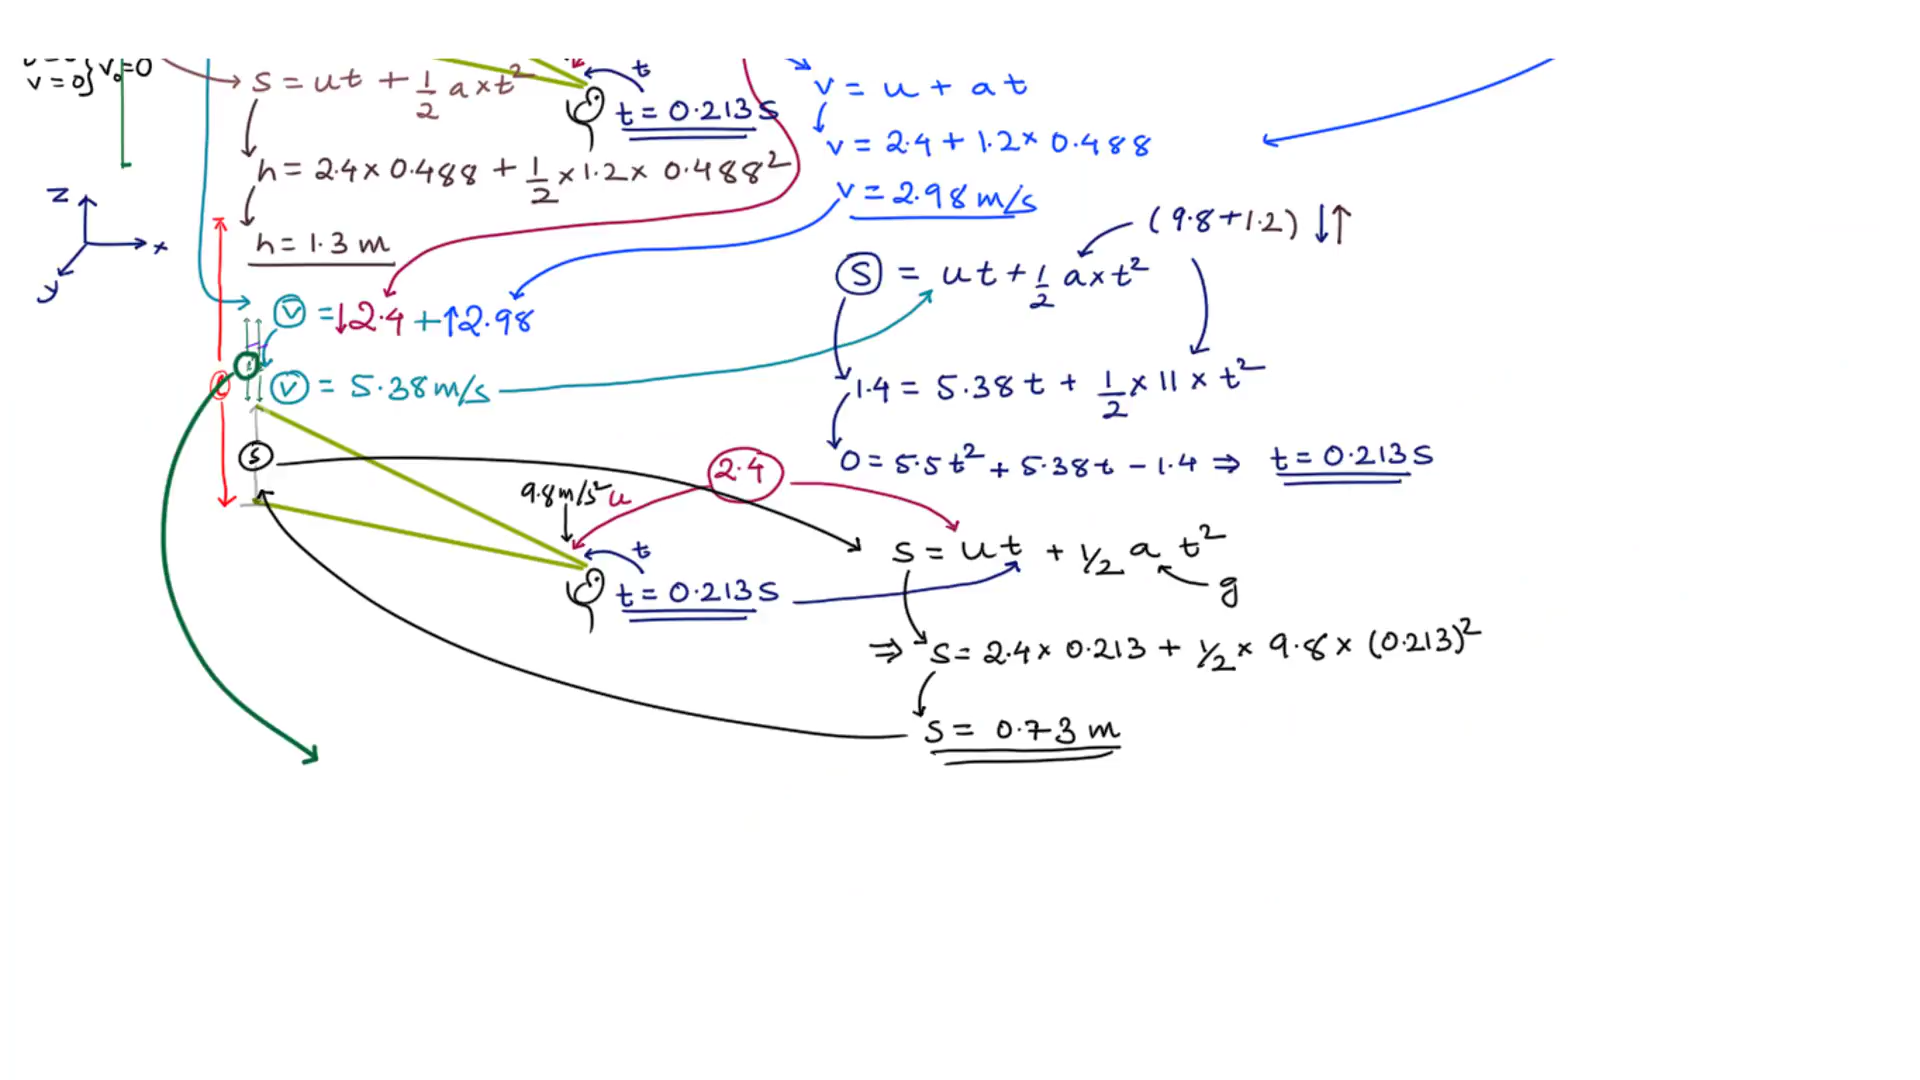 v = 0} v₀ = 0
s = ut + 1/2 a × t²
t
t = 0.213 s
h = 2.4 × 0.488 + 1/2 × 1.2 × 0.488²
h = 1.3 m
z
x
y
v = u + at
v = 2.4 + 1.2 × 0.488
v = 2.98 m/s
(9.8 + 1.2) ↓↑
v = ↓2.4 + ↑2.98
v = 5.38 m/s
S = ut + 1/2 a × t²
1.4 = 5.38 t + 1/2 × 11 × t²
0 = 5.5t² + 5.38t - 1.4 ⇒ t = 0.213 s
S
2.4
9.8 m/s² u
t
t = 0.213 s
s = ut + 1/2 a t²
g
⇒ s = 2.4 × 0.213 + 1/2 × 9.8 × (0.213)²
s = 0.73 m